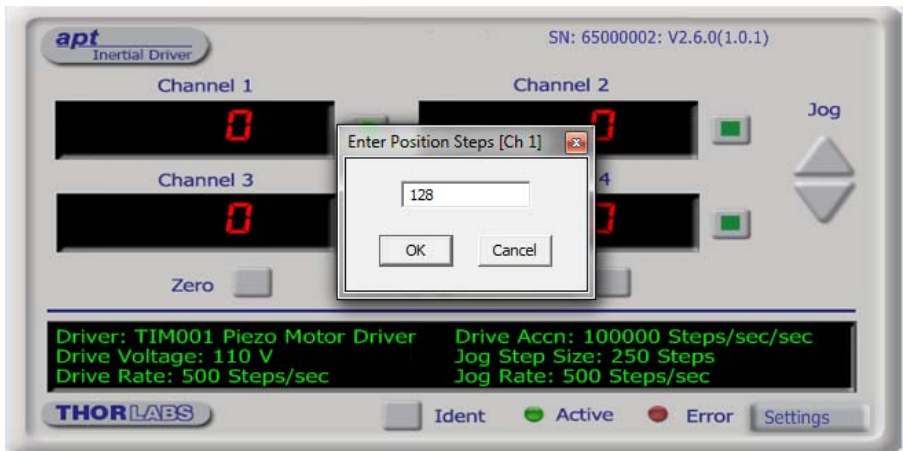 apt
Inertial Driver
SN: 65000002: V2.6.0(1.0.1)
Channel 1
Channel 2
0
0
Jog
Enter Position Steps [Ch 1]
128
OK
Cancel
Channel 3
4
0
0
Zero
Driver: TIM001 Piezo Motor Driver
Drive Voltage: 110 V
Drive Rate: 500 Steps/sec
Drive Accn: 100000 Steps/sec/sec
Jog Step Size: 250 Steps
Jog Rate: 500 Steps/sec
THORLABS
Ident
Active
Error
Settings